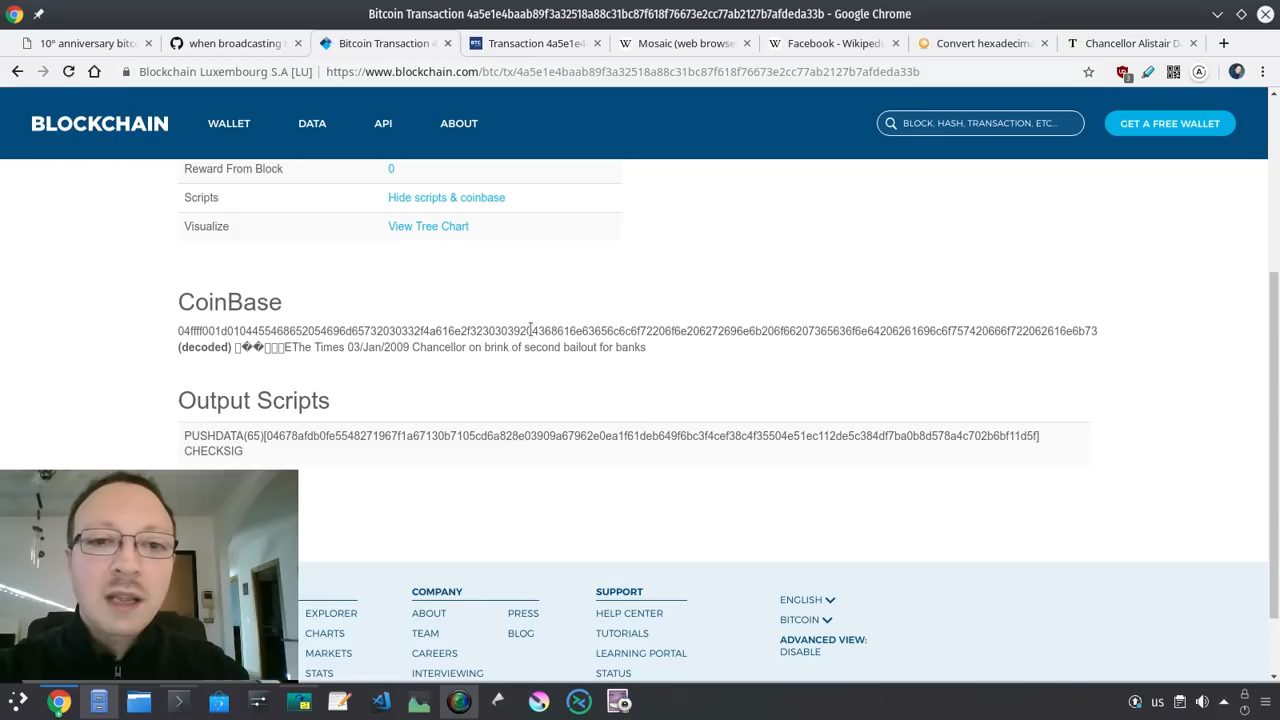 Bitcoin Transaction 4a5e1e4baab89f3a32518a88c31bc87f618f76673e2cc77ab2127b7afdeda33b - Google Chrome
10° anniversary bitc
when broadcasting
Bitcoin Transaction 4
Transaction 4a5e1e4
Mosaic (web browse
Facebook - Wikipedi
Convert hexadecima
Chancellor Alistair D
Blockchain Luxembourg S.A [LU]
https://www.blockchain.com/btc/tx/4a5e1e4baab89f3a32518a88c31bc87f618f76673e2cc77ab2127b7afdeda33b
BLOCKCHAIN
WALLET
DATA
API
ABOUT
BLOCK, HASH, TRANSACTION, ETC...
GET A FREE WALLET
Reward From Block 0
Scripts Hide scripts & coinbase
Visualize View Tree Chart
CoinBase
04ffff001d0104455468652054696d65732030332f4a616e2f32303039204368616e63656c6c6f72206f6e206272696e6b206f66207365636f6e64206261696c6f757420666f722062616e6b73
(decoded) EThe Times 03/Jan/2009 Chancellor on brink of second bailout for banks
Output Scripts
PUSHDATA(65)[04678afdb0fe5548271967f1a67130b7105cd6a828e03909a67962e0ea1f61deb649f6bc3f4cef38c4f35504e51ec112de5c384df7ba0b8d578a4c702b6bf11d5f]
CHECKSIG
EXPLORER
CHARTS
MARKETS
STATS
COMPANY
ABOUT PRESS
TEAM BLOG
CAREERS
INTERVIEWING
SUPPORT
HELP CENTER
TUTORIALS
LEARNING PORTAL
STATUS
ENGLISH
BITCOIN
ADVANCED VIEW:
DISABLE
us